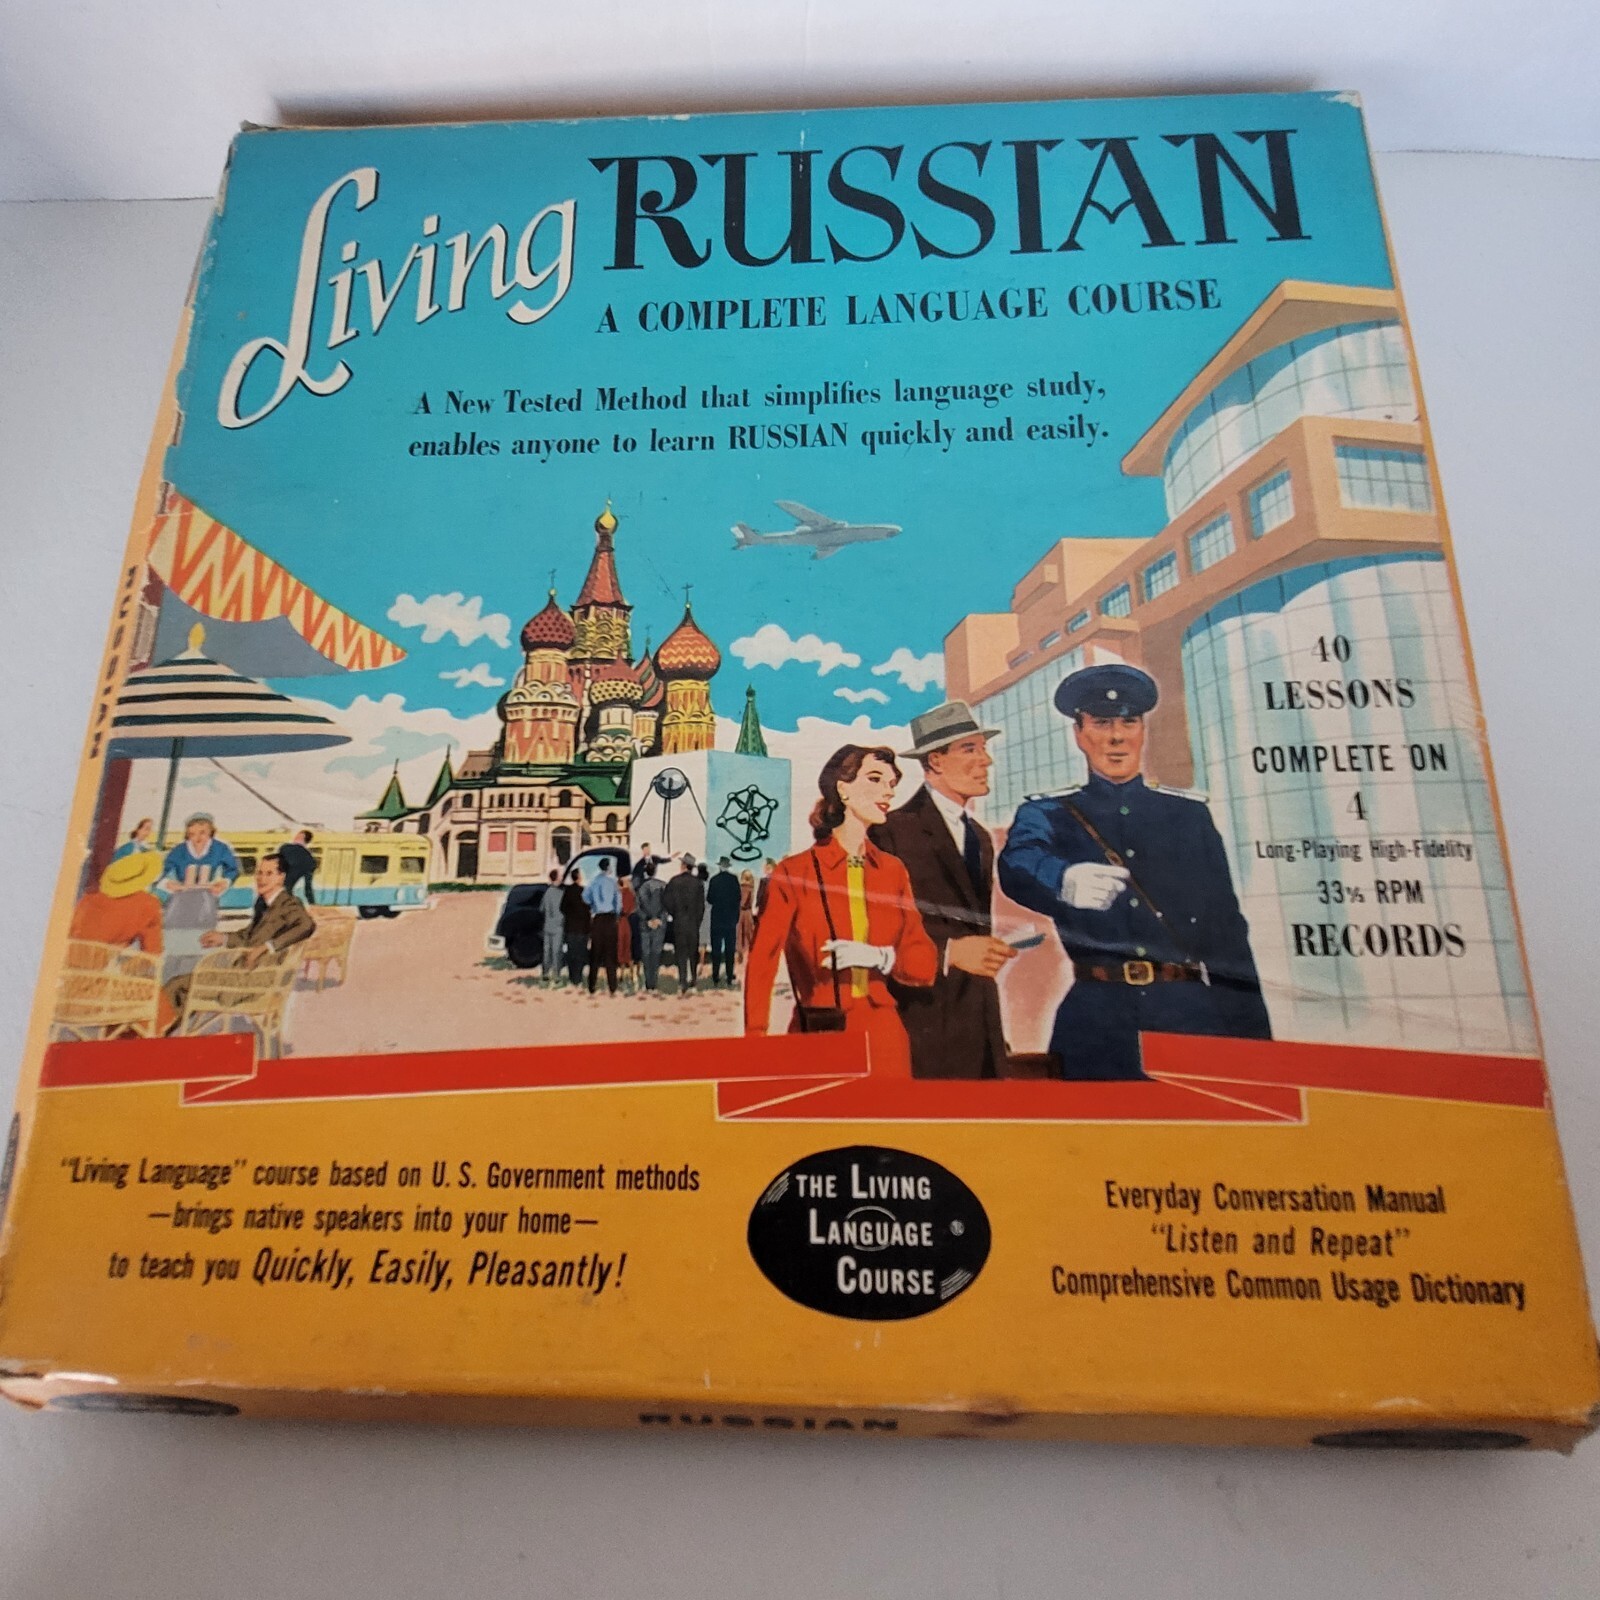 Living RUSSIAN
A COMPLETE LANGUAGE COURSE
A New Tested Method that simplifies language study,
enables anyone to learn RUSSIAN quickly and easily.
40
LESSONS
COMPLETE ON
4
Long-Playing High-Fidelity
33⅓ RPM
RECORDS
"Living Language" course based on U. S. Government methods
—brings native speakers into your home—
to teach you Quickly, Easily, Pleasantly!
THE LIVING
LANGUAGE ®
COURSE
Everyday Conversation Manual
"Listen and Repeat"
Comprehensive Common Usage Dictionary
RUSSIAN